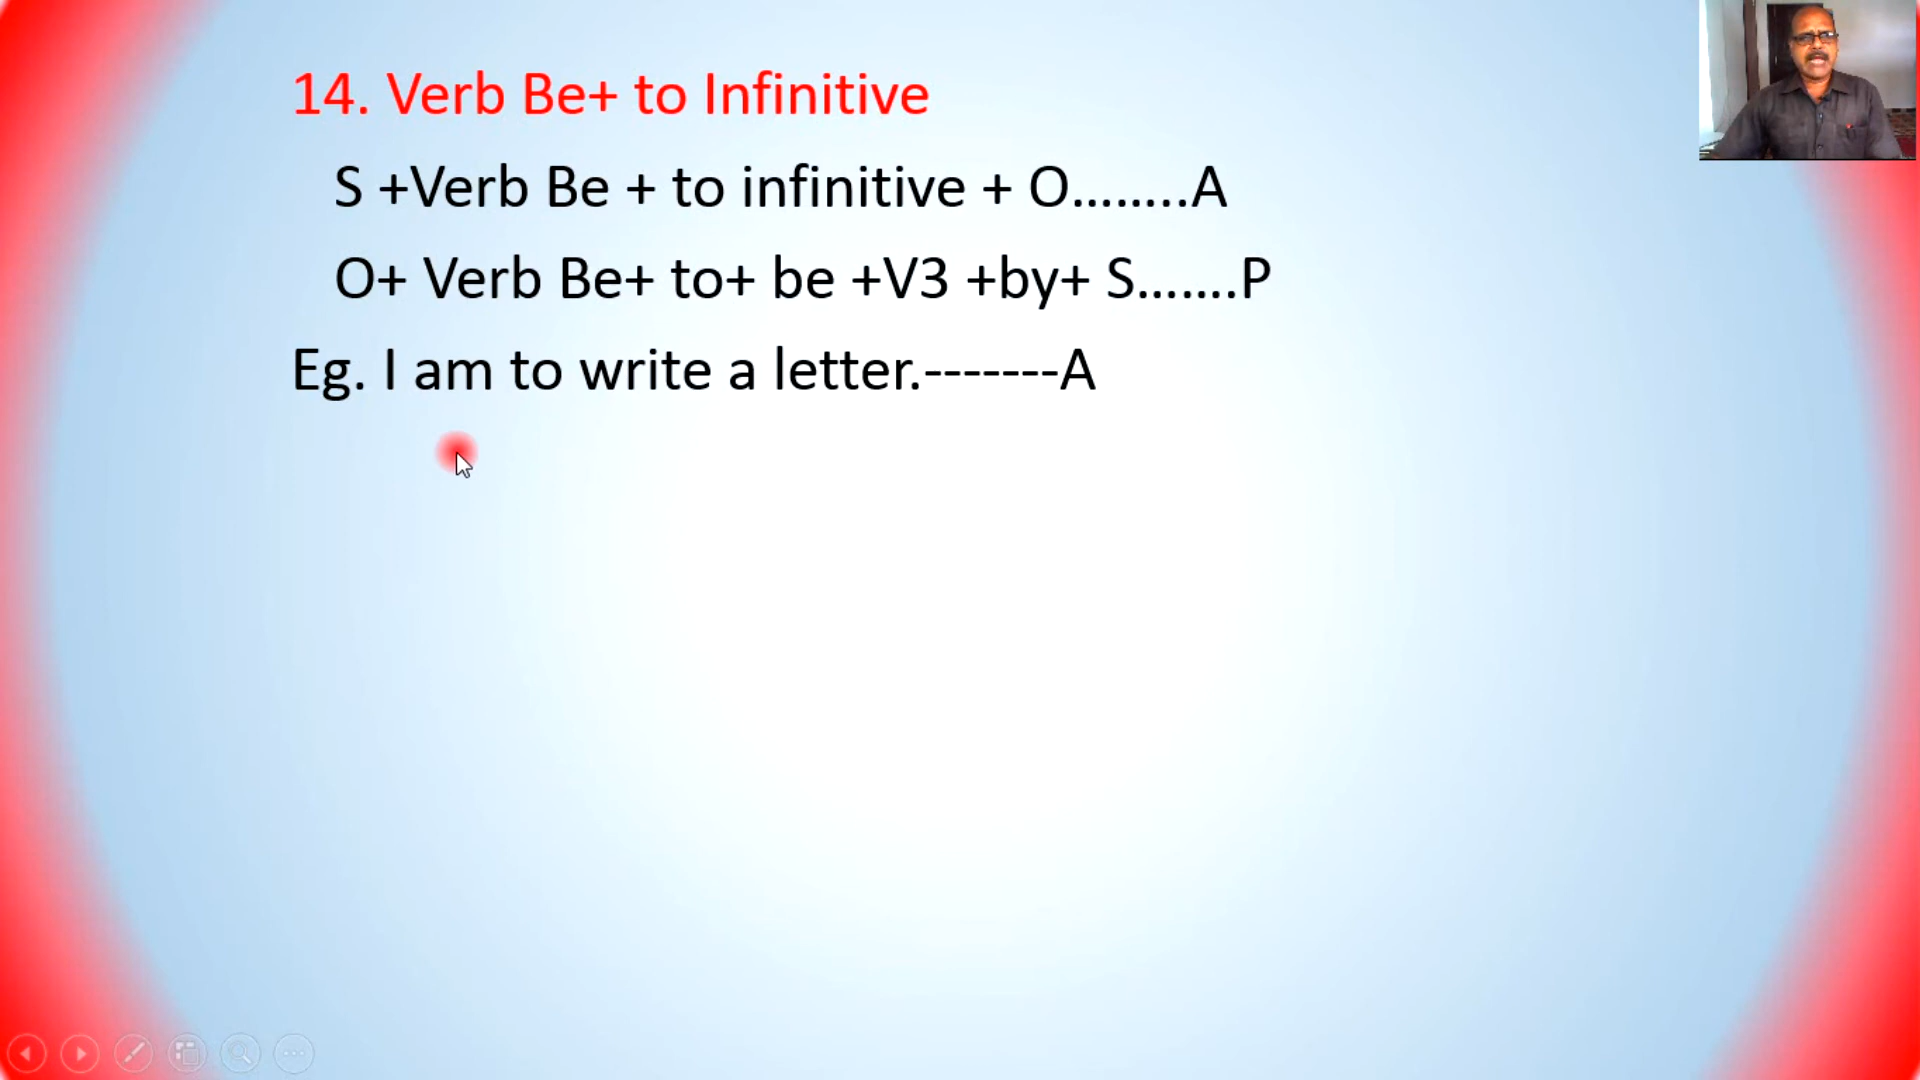 14. Verb Be+ to Infinitive
S +Verb Be + to infinitive + O........A
O+ Verb Be+ to+ be +V3 +by+ S.......P
Eg. I am to write a letter.-------A